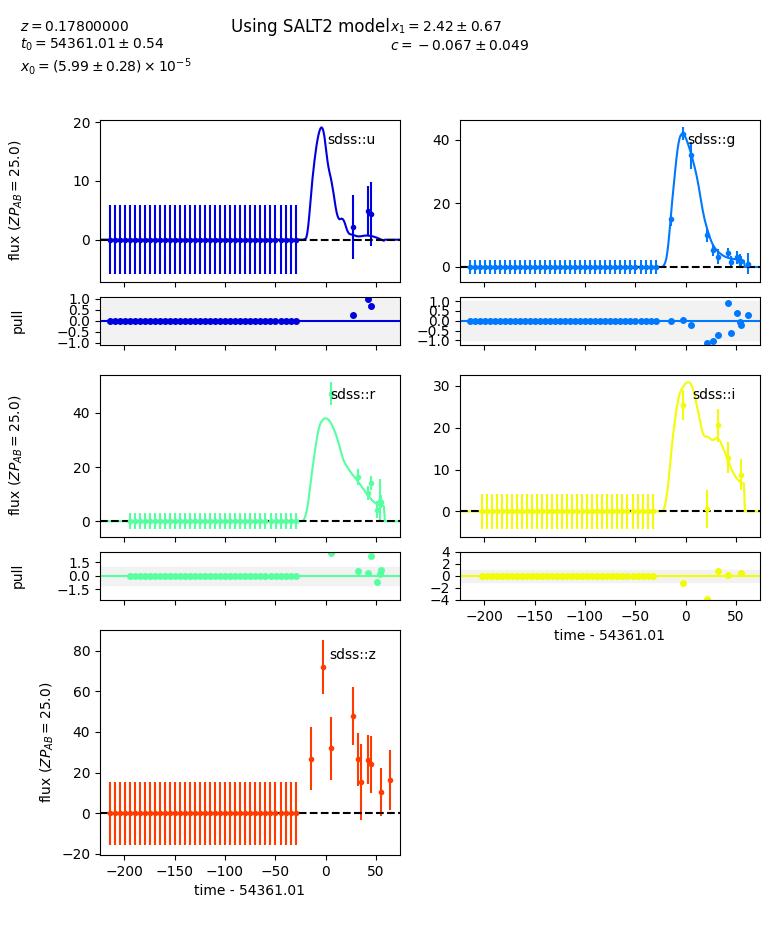 z = 0.17800000
Using SALT2 model
x₁ = 2.42 ± 0.67
t₀ = 54361.01 ± 0.54
c = −0.067 ± 0.049
x₀ = (5.99 ± 0.28) × 10⁻⁵
flux (ZP_AB = 25.0)
20
10
0
sdss::u
40
20
0
sdss::g
pull
1.0
0.5
0.0
−0.5
−1.0
1.0
0.5
0.0
−0.5
−1.0
flux (ZP_AB = 25.0)
40
20
0
sdss::r
30
20
10
0
sdss::i
pull
1.5
0.0
−1.5
4
2
0
−2
−4
−200 −150 −100 −50 0 50
time - 54361.01
flux (ZP_AB = 25.0)
80
60
40
20
0
−20
sdss::z
−200 −150 −100 −50 0 50
time - 54361.01